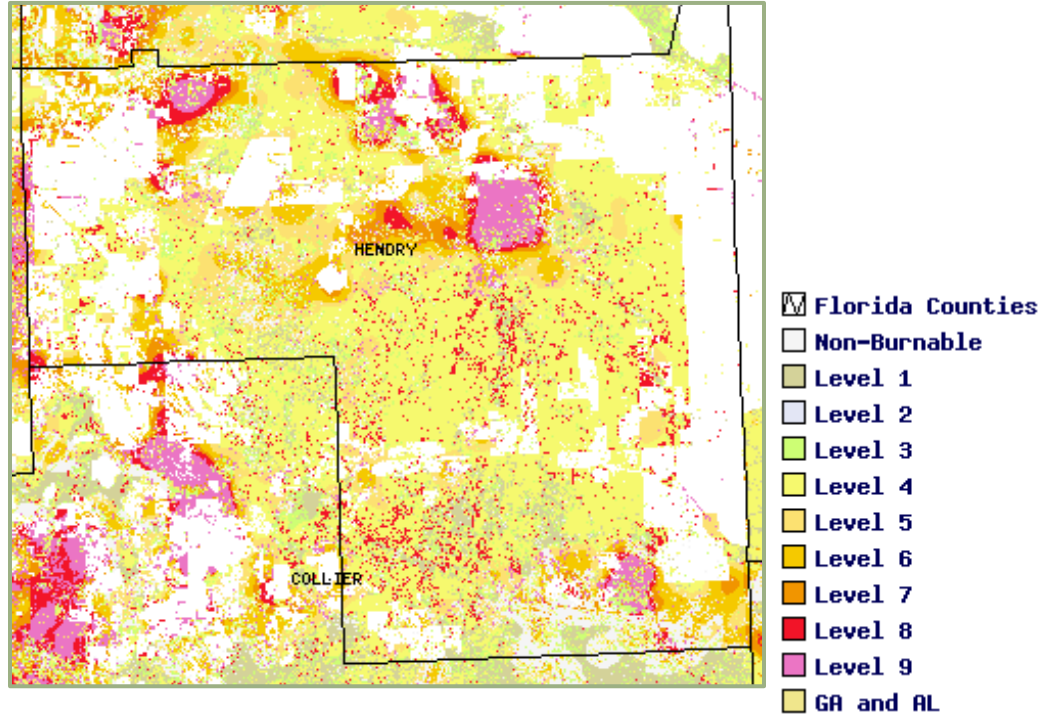 HENDRY
COLLIER
Florida Counties
Non-Burnable
Level 1
Level 2
Level 3
Level 4
Level 5
Level 6
Level 7
Level 8
Level 9
GA and AL